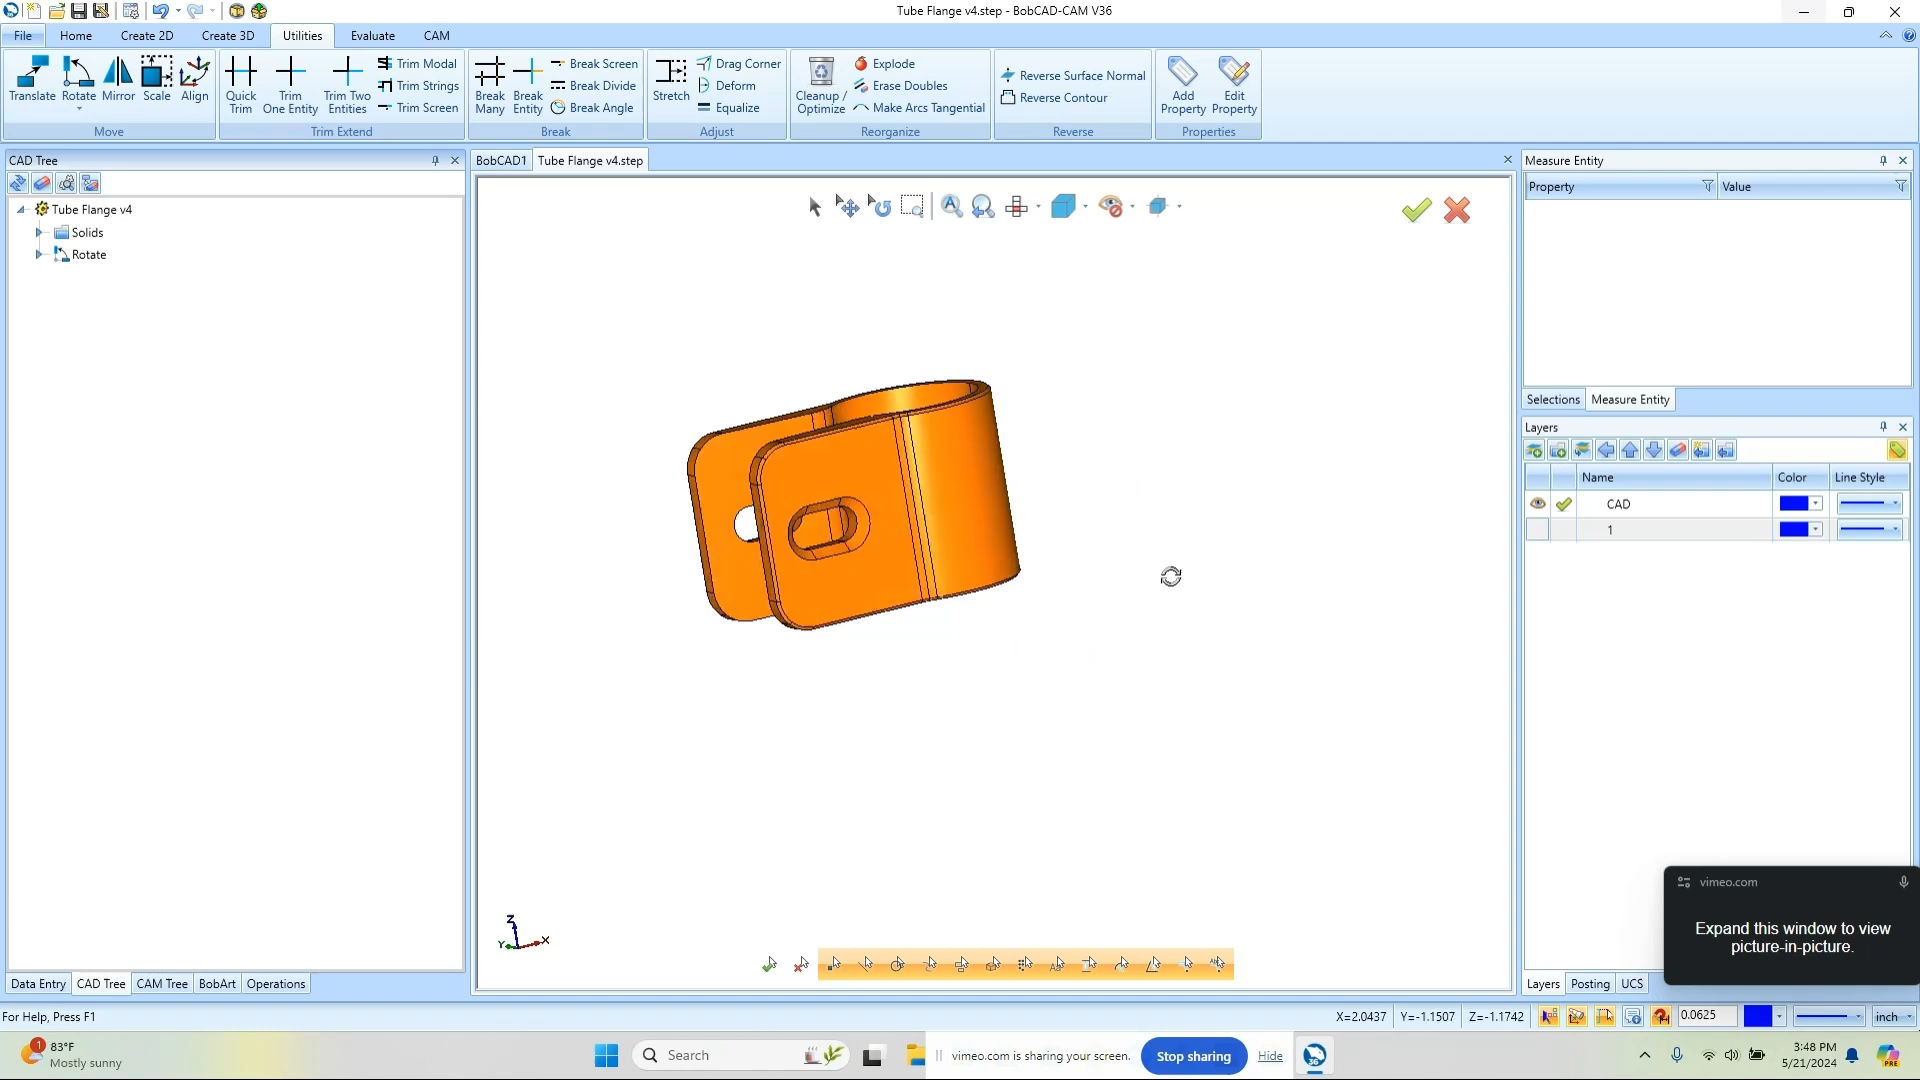 Tube Flange v4.step - BobCAD-CAM V36
File Home Create 2D Create 3D Utilities Evaluate CAM
Translate Rotate Mirror Scale Align
Move
Quick Trim
Trim One Entity
Trim Two Entities
Trim Modal
Trim Strings
Trim Screen
Trim Extend
Break Many
Break Entity
Break Screen
Break Divide
Break Angle
Break
Stretch
Drag Corner
Deform
Equalize
Adjust
Cleanup / Optimize
Explode
Erase Doubles
Make Arcs Tangential
Reorganize
Reverse Surface Normal
Reverse Contour
Reverse
Add Property
Edit Property
Properties
CAD Tree
Tube Flange v4
Solids
Rotate
BobCAD1 Tube Flange v4.step
Z
Y X
Measure Entity
Property Value
Selections Measure Entity
Layers
Name Color Line Style
CAD
1
vimeo.com
Expand this window to view
picture-in-picture.
Data Entry CAD Tree CAM Tree BobArt Operations
Layers Posting UCS
For Help, Press F1
X=2.0437 Y=-1.1507 Z=-1.1742 0.0625 inch
1 83°F
Mostly sunny
Search
vimeo.com is sharing your screen. Stop sharing Hide
36
3:48 PM
5/21/2024
PRE